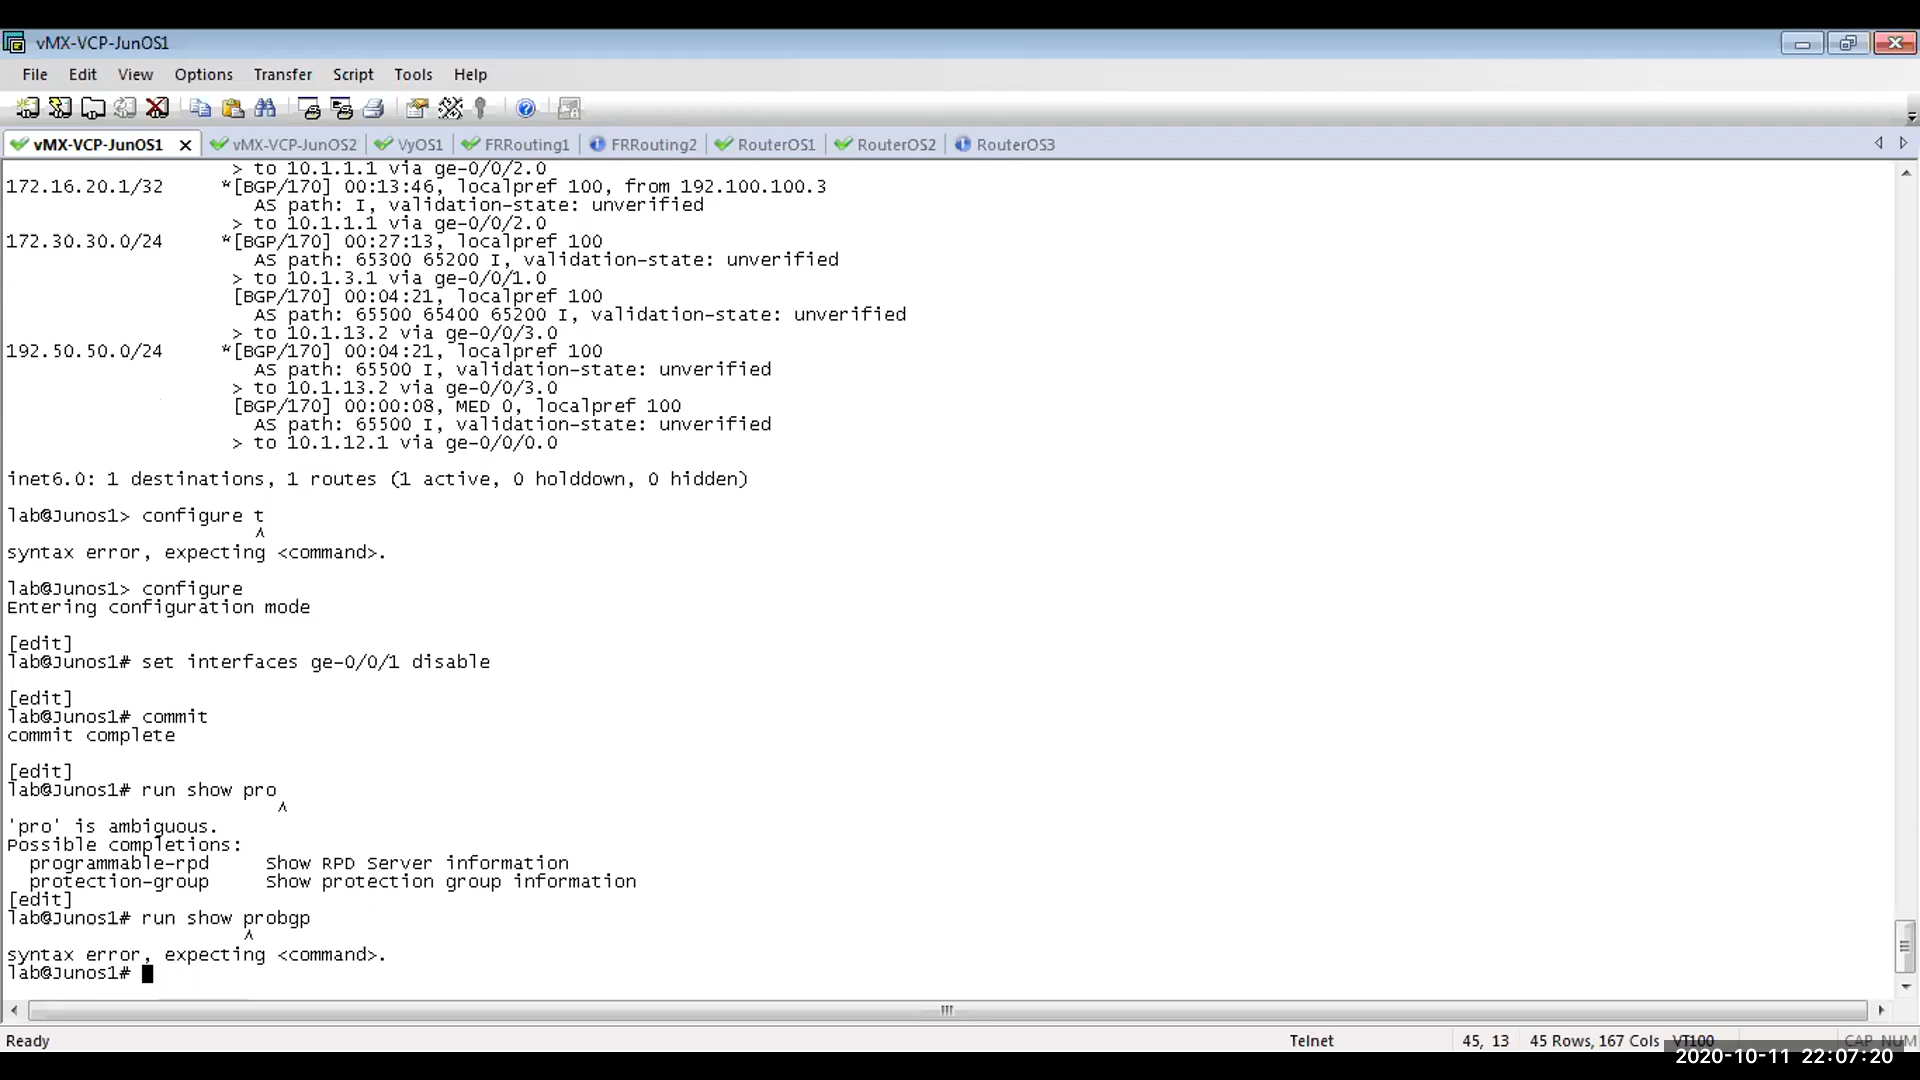 vMX-VCP-JunOS1
File Edit View Options Transfer Script Tools Help
vMX-VCP-JunOS1 vMX-VCP-JunOS2 VyOS1 FRRouting1 FRRouting2 RouterOS1 RouterOS2 RouterOS3
> to 10.1.1.1 via ge-0/0/2.0
172.16.20.1/32 *[BGP/170] 00:13:46, localpref 100, from 192.100.100.3
AS path: I, validation-state: unverified
> to 10.1.1.1 via ge-0/0/2.0
172.30.30.0/24 *[BGP/170] 00:27:13, localpref 100
AS path: 65300 65200 I, validation-state: unverified
> to 10.1.3.1 via ge-0/0/1.0
[BGP/170] 00:04:21, localpref 100
AS path: 65500 65400 65200 I, validation-state: unverified
> to 10.1.13.2 via ge-0/0/3.0
192.50.50.0/24 *[BGP/170] 00:04:21, localpref 100
AS path: 65500 I, validation-state: unverified
> to 10.1.13.2 via ge-0/0/3.0
[BGP/170] 00:00:08, MED 0, localpref 100
AS path: 65500 I, validation-state: unverified
> to 10.1.12.1 via ge-0/0/0.0
inet6.0: 1 destinations, 1 routes (1 active, 0 holddown, 0 hidden)
lab@Junos1> configure t
^
syntax error, expecting <command>.
lab@Junos1> configure
Entering configuration mode
[edit]
lab@Junos1# set interfaces ge-0/0/1 disable
[edit]
lab@Junos1# commit
commit complete
[edit]
lab@Junos1# run show pro
^
'pro' is ambiguous.
Possible completions:
programmable-rpd Show RPD Server information
protection-group Show protection group information
[edit]
lab@Junos1# run show probgp
^
syntax error, expecting <command>.
lab@Junos1#
Ready Telnet 45, 13 45 Rows, 167 Cols VT100 CAP NUM
2020-10-11 22:07:20